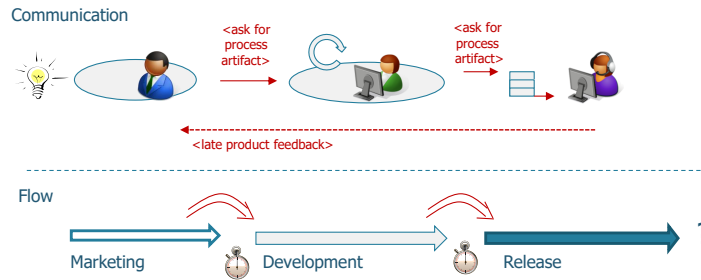 Communication
<ask for
process
artifact>
<ask for
process
artifact>
<late product feedback>
Flow
Marketing
Development
Release